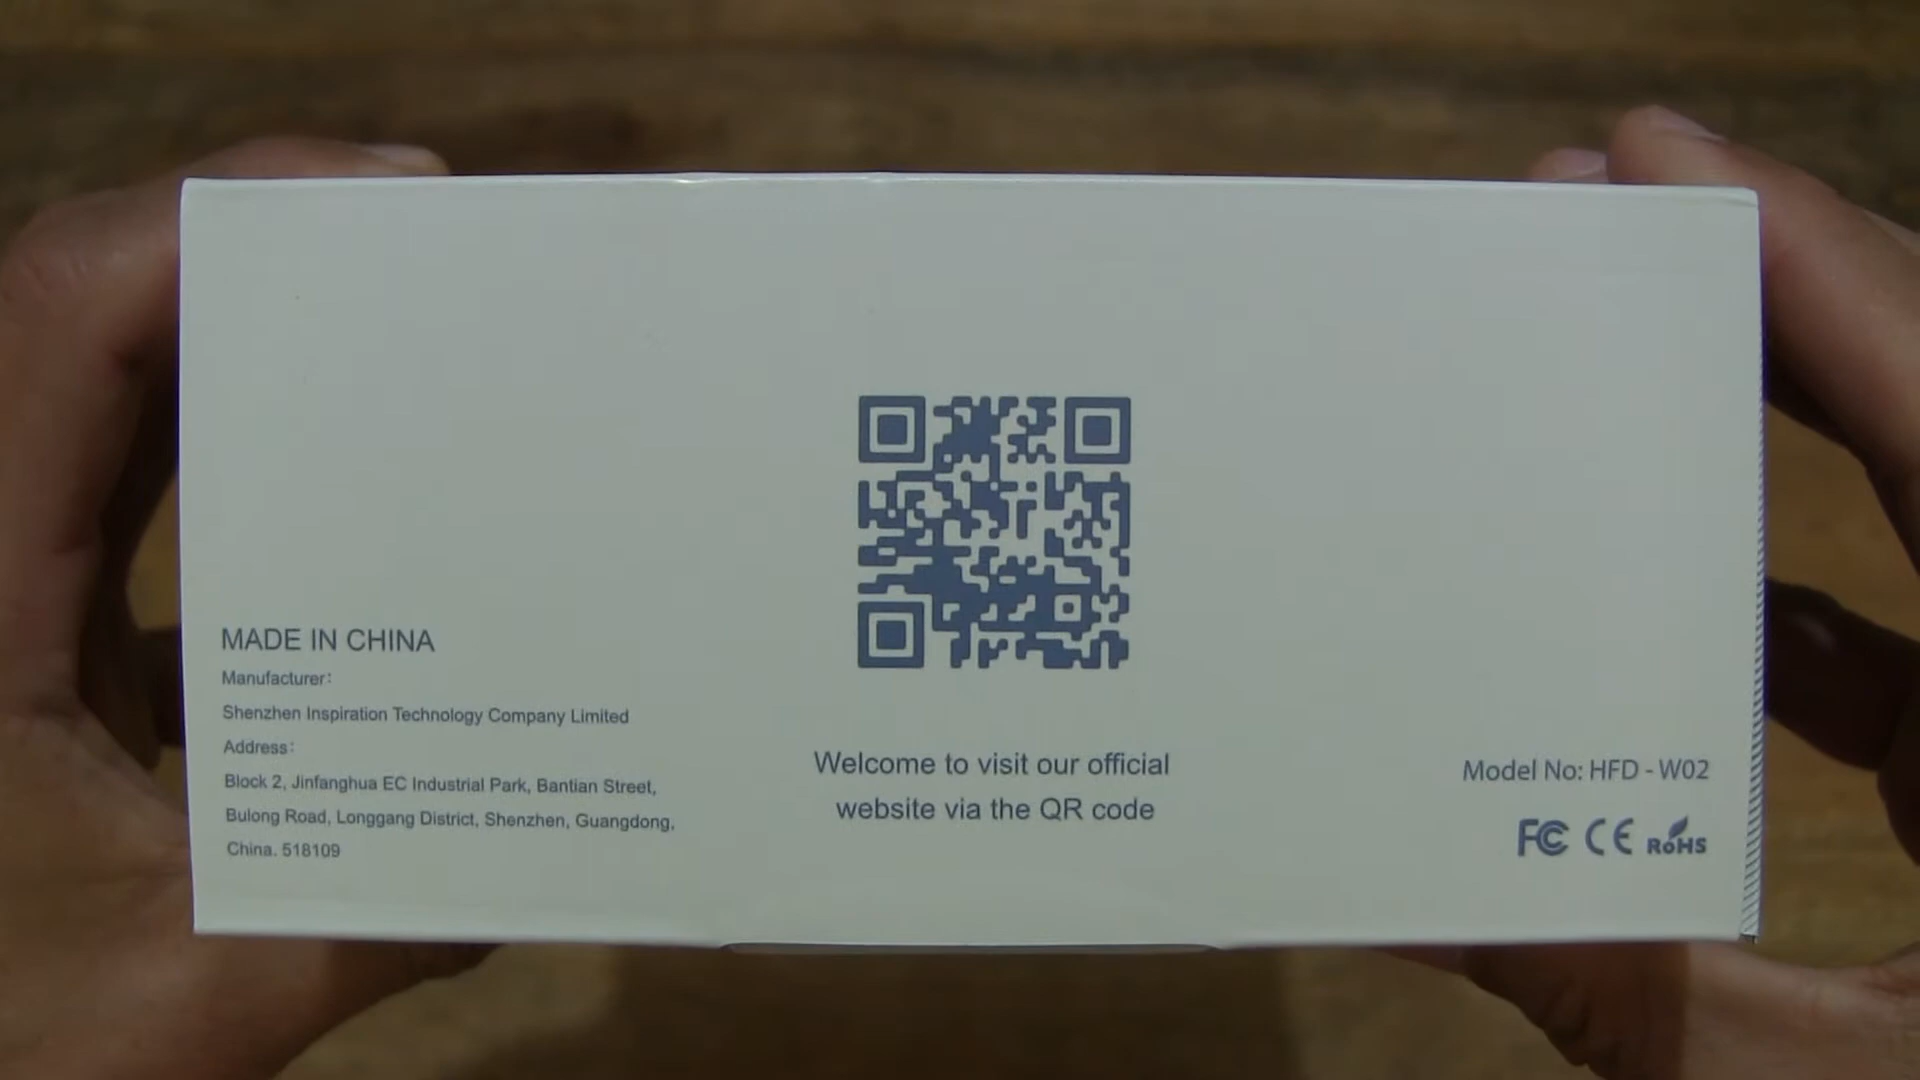 MADE IN CHINA
Manufacturer:
Shenzhen Inspiration Technology Company Limited
Address:
Block 2, Jinfanghua EC Industrial Park, Bantian Street,
Bulong Road, Longgang District, Shenzhen, Guangdong,
China. 518109
Welcome to visit our official
website via the QR code
Model No: HFD - W02
FC CE RoHS